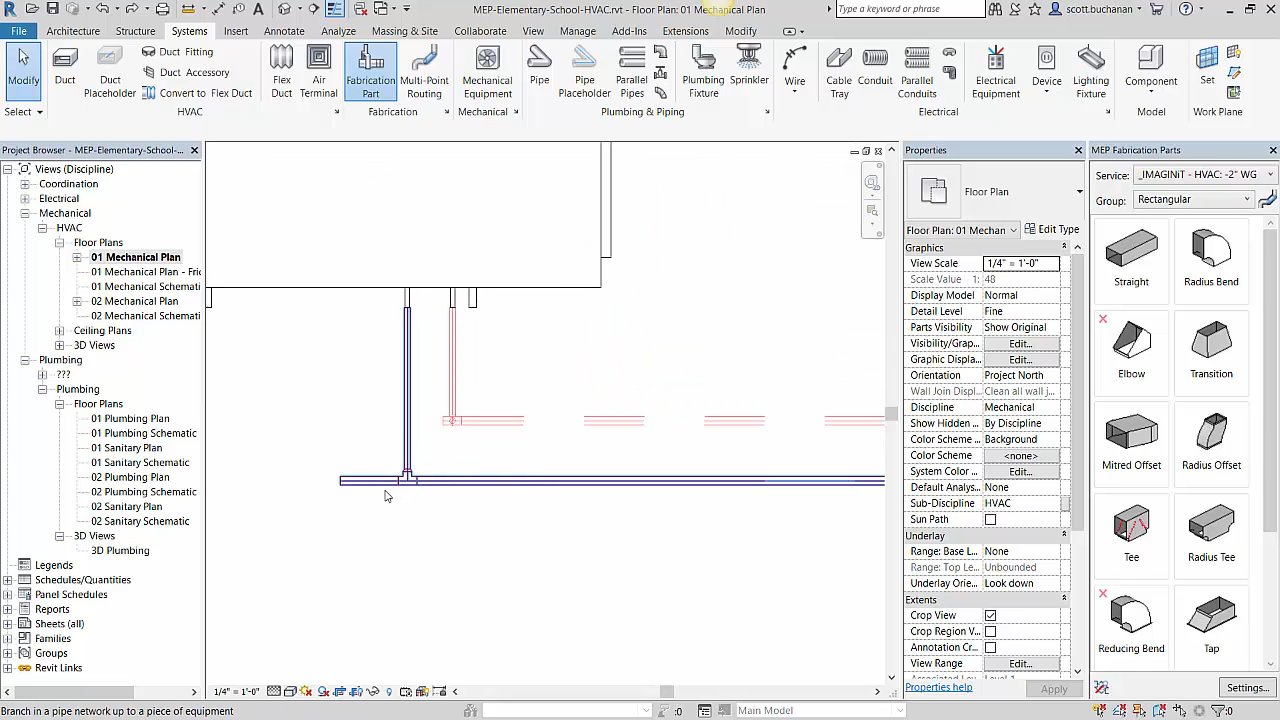 MEP-Elementary-School-HVAC.rvt - Floor Plan: 01 Mechanical Plan
Type a keyword or phrase
scott.buchanan
File Architecture Structure Systems Insert Annotate Analyze Massing & Site Collaborate View Manage Add-Ins Extensions Modify
Modify
Duct
Duct Placeholder
Duct Fitting
Duct Accessory
Convert to Flex Duct
Flex Duct
Air Terminal
Fabrication Part
Multi-Point Routing
Mechanical Equipment
Pipe
Pipe Placeholder
Parallel Pipes
Plumbing Fixture
Sprinkler
Wire
Cable Tray
Conduit
Parallel Conduits
Electrical Equipment
Device
Lighting Fixture
Component
Set
Select HVAC Fabrication Mechanical Plumbing & Piping Electrical Model Work Plane
Project Browser - MEP-Elementary-School-...
Views (Discipline)
Coordination
Electrical
Mechanical
HVAC
Floor Plans
01 Mechanical Plan
01 Mechanical Plan - Fri
01 Mechanical Schemati
02 Mechanical Plan
02 Mechanical Schemati
Ceiling Plans
3D Views
Plumbing
???
Plumbing
Floor Plans
01 Plumbing Plan
01 Plumbing Schematic
01 Sanitary Plan
01 Sanitary Schematic
02 Plumbing Plan
02 Plumbing Schematic
02 Sanitary Plan
02 Sanitary Schematic
3D Views
3D Plumbing
Legends
Schedules/Quantities
Panel Schedules
Reports
Sheets (all)
Families
Groups
Revit Links
Properties
Floor Plan
Floor Plan: 01 Mechan Edit Type
Graphics
View Scale 1/4" = 1'-0"
Scale Value 1: 48
Display Model Normal
Detail Level Fine
Parts Visibility Show Original
Visibility/Grap... Edit...
Graphic Displa... Edit...
Orientation Project North
Wall Join Displ... Clean all wall j...
Discipline Mechanical
Show Hidden ... By Discipline
Color Scheme ... Background
Color Scheme <none>
System Color ... Edit...
Default Analys... None
Sub-Discipline HVAC
Sun Path
Underlay
Range: Base L... None
Range: Top Le... Unbounded
Underlay Orie... Look down
Extents
Crop View
Crop Region V...
Annotation Cr...
View Range Edit...
Properties help Apply
MEP Fabrication Parts
Service: _IMAGINiT - HVAC: -2" WG
Group: Rectangular
Straight
Radius Bend
Elbow
Transition
Mitred Offset
Radius Offset
Tee
Radius Tee
Reducing Bend
Tap
Settings...
1/4" = 1'-0"
Branch in a pipe network up to a piece of equipment
:0
Main Model
:0